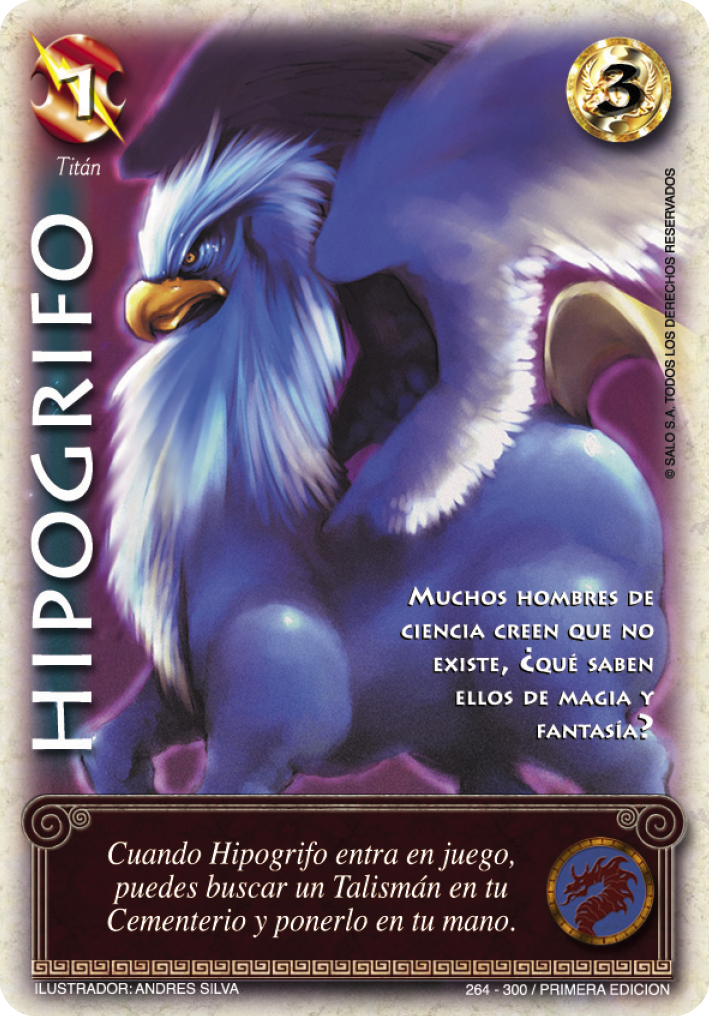 1
3
Titán
HIPOGRIFO
© SALO S.A. TODOS LOS DERECHOS RESERVADOS
MUCHOS HOMBRES DE
CIENCIA CREEN QUE NO
EXISTE, ¿QUÉ SABEN
ELLOS DE MAGIA Y
FANTASÍA?
Cuando Hipogrifo entra en juego,
puedes buscar un Talismán en tu
Cementerio y ponerlo en tu mano.
ILUSTRADOR: ANDRES SILVA
264 - 300 / PRIMERA EDICION